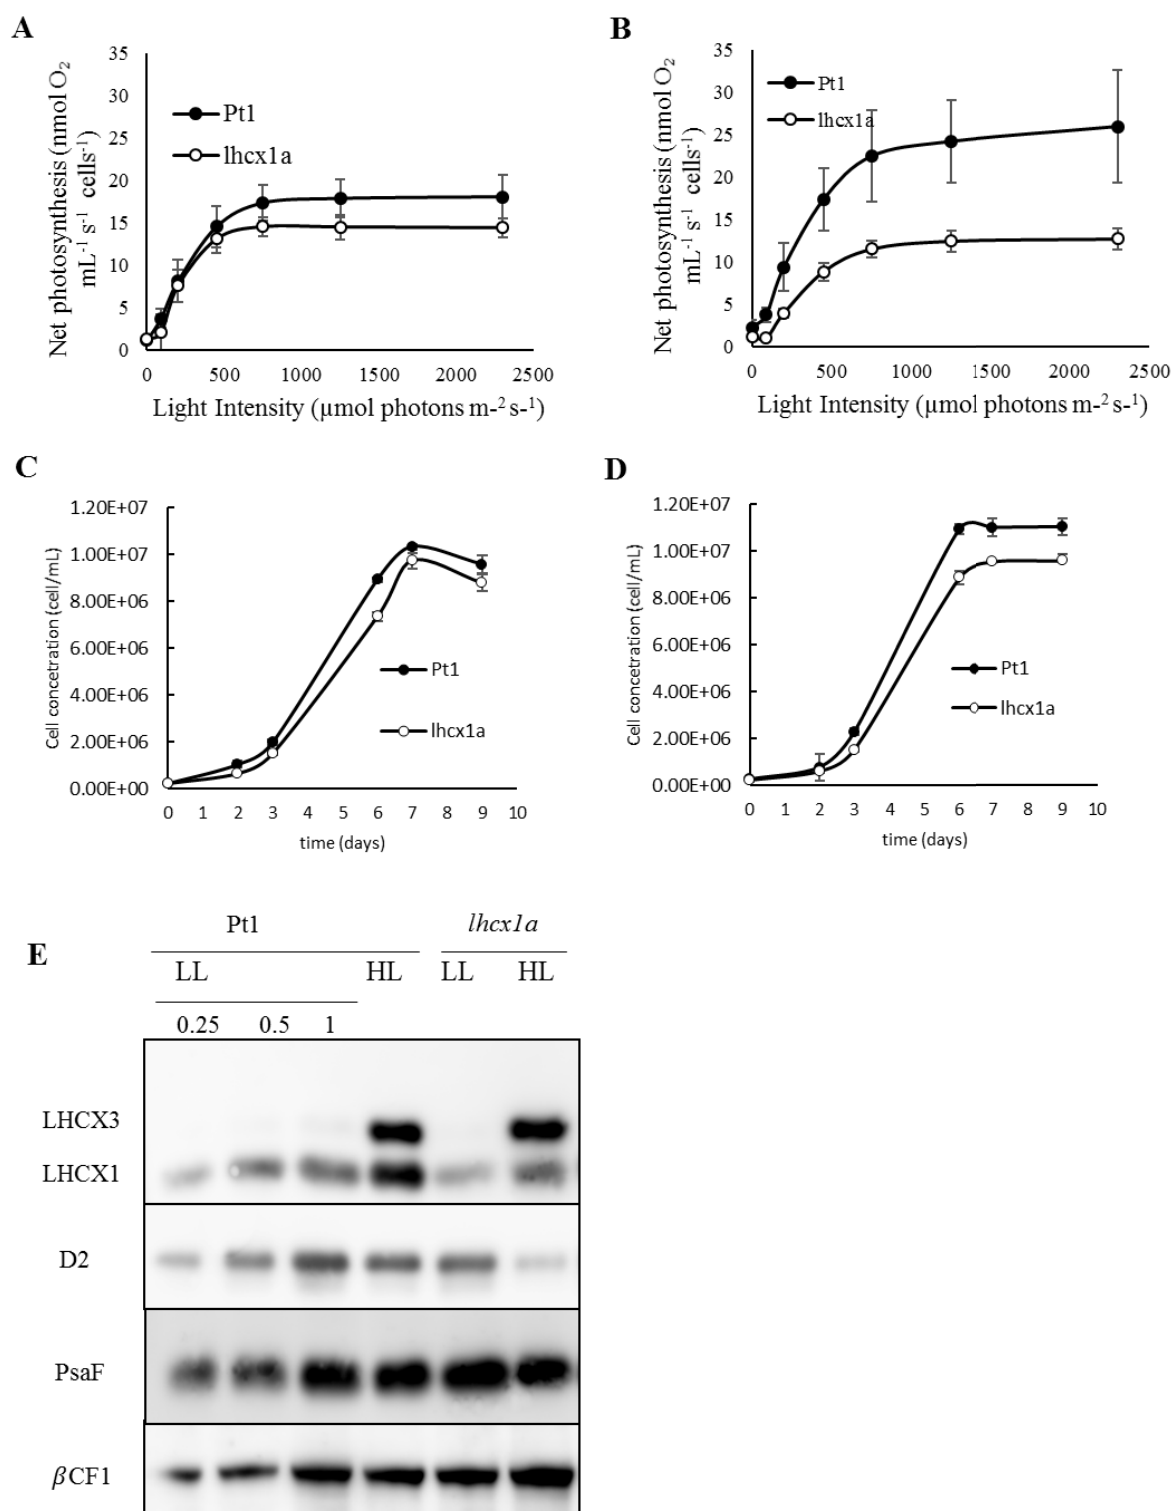 A
Net photosynthesis (nmol O2
mL-1 s-1 cells-1)
35
30
25
20
15
10
5
0
Pt1
lhcx1a
0 500 1000 1500 2000 2500
Light Intensity (µmol photons m-2 s-1)
B
Net photosynthesis (nmol O2
mL-1 s-1 cells-1)
35
30
25
20
15
10
5
0
Pt1
lhcx1a
0 500 1000 1500 2000 2500
Light Intensity (µmol photons m-2 s-1)
C
Cell concetration (cell/mL)
1.20E+07
1.00E+07
8.00E+06
6.00E+06
4.00E+06
2.00E+06
0.00E+00
Pt1
lhcx1a
0 1 2 3 4 5 6 7 8 9 10
time (days)
D
Cell concetration (cell/mL)
1.20E+07
1.00E+07
8.00E+06
6.00E+06
4.00E+06
2.00E+06
0.00E+00
Pt1
lhcx1a
0 1 2 3 4 5 6 7 8 9 10
time (days)
E
Pt1 lhcx1a
LL HL LL HL
0.25 0.5 1
LHCX3
LHCX1
D2
PsaF
βCF1